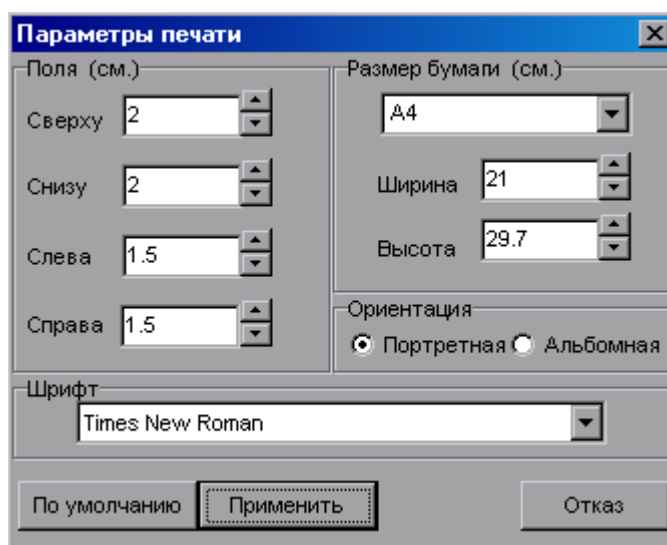 Параметры печати
Поля (см.)
Сверху 2
Снизу 2
Слева 1.5
Справа 1.5
Размер бумаги (см.)
A4
Ширина 21
Высота 29.7
Ориентация
Портретная Альбомная
Шрифт
Times New Roman
По умолчанию Применить Отказ